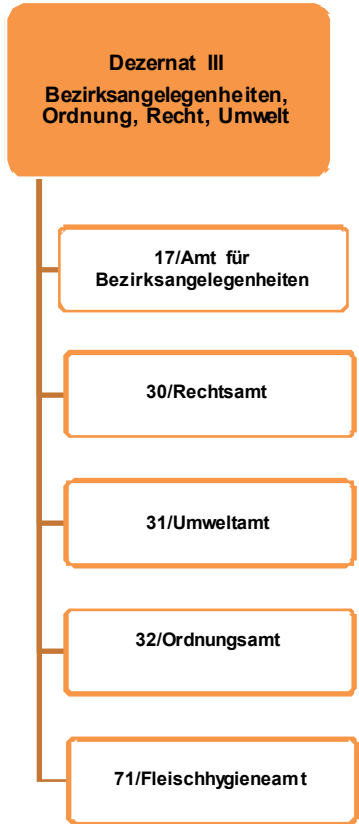 Dezernat III
Bezirksangelegenheiten,
Ordnung, Recht, Umwelt
17/Amt für
Bezirksangelegenheiten
30/Rechtsamt
31/Umweltamt
32/Ordnungsamt
71/Fleischhygieneamt